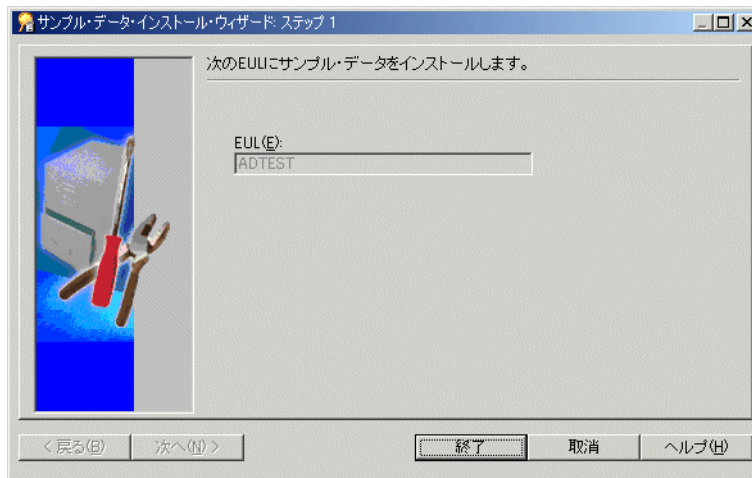 サンプル・データ・インストール・ウィザード: ステップ 1
次のEULにサンプル・データをインストールします。
EUL(E):
ADTEST
< 戻る(B)
次へ(N) >
終了
取消
ヘルプ(H)